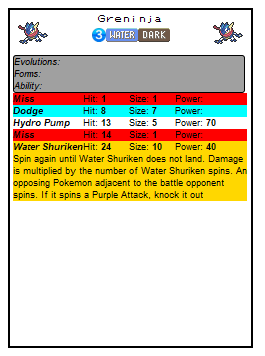 Greninja
3 WATER DARK
Evolutions:
Forms:
Ability:
Miss Hit: 1 Size: 1 Power:
Dodge Hit: 8 Size: 7 Power:
Hydro Pump Hit: 13 Size: 5 Power: 70
Miss Hit: 14 Size: 1 Power:
Water Shuriken Hit: 24 Size: 10 Power: 40
Spin again until Water Shuriken does not land. Damage
is multiplied by the number of Water Shuriken spins. An
opposing Pokemon adjacent to the battle opponent
spins. If it spins a Purple Attack, knock it out